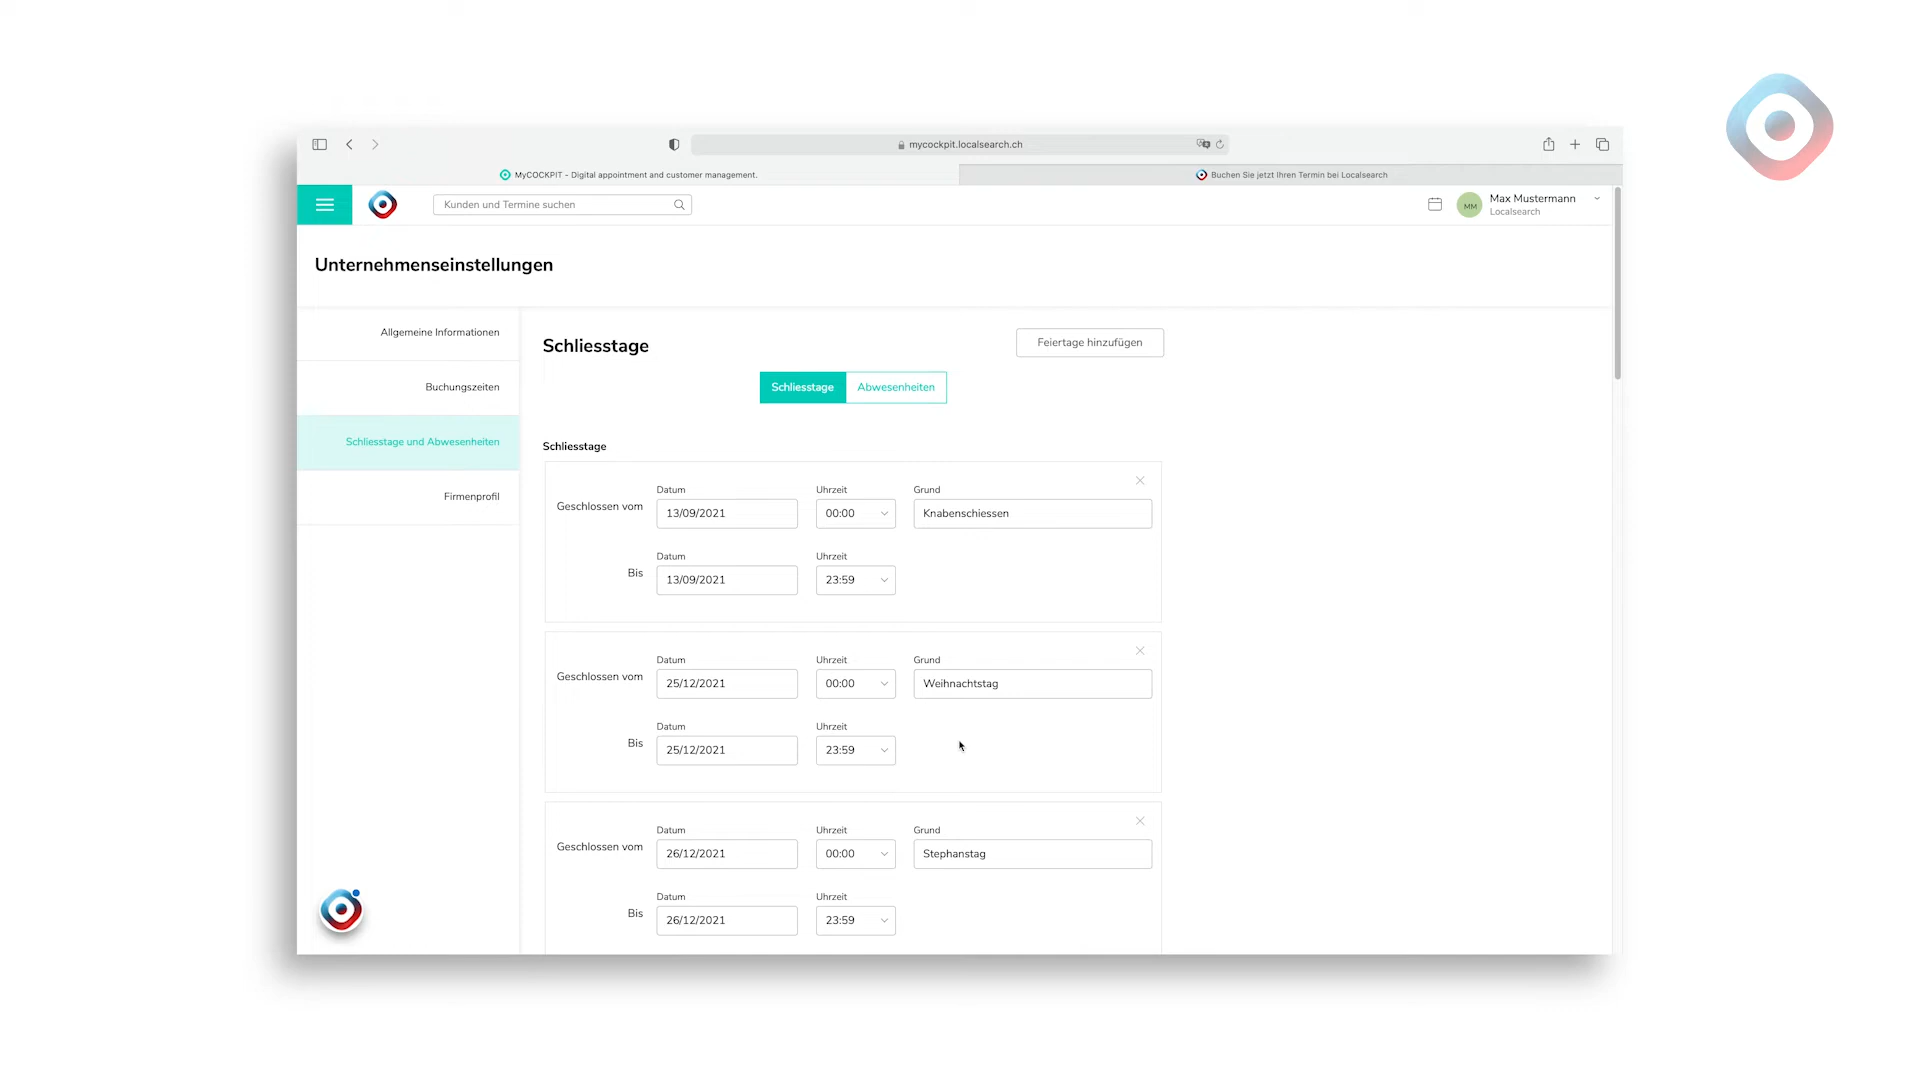 mycockpit.localsearch.ch
MyCOCKPIT - Digital appointment and customer management.
Buchen Sie jetzt Ihren Termin bei Localsearch
Kunden und Termine suchen
MM
Max Mustermann
Localsearch
Unternehmenseinstellungen
Allgemeine Informationen
Buchungszeiten
Schliesstage und Abwesenheiten
Firmenprofil
Schliesstage
Feiertage hinzufügen
Schliesstage
Abwesenheiten
Schliesstage
Datum Uhrzeit Grund
Geschlossen vom 13/09/2021 00:00 Knabenschiessen
Datum Uhrzeit
Bis 13/09/2021 23:59
Datum Uhrzeit Grund
Geschlossen vom 25/12/2021 00:00 Weihnachtstag
Datum Uhrzeit
Bis 25/12/2021 23:59
Datum Uhrzeit Grund
Geschlossen vom 26/12/2021 00:00 Stephanstag
Datum Uhrzeit
Bis 26/12/2021 23:59